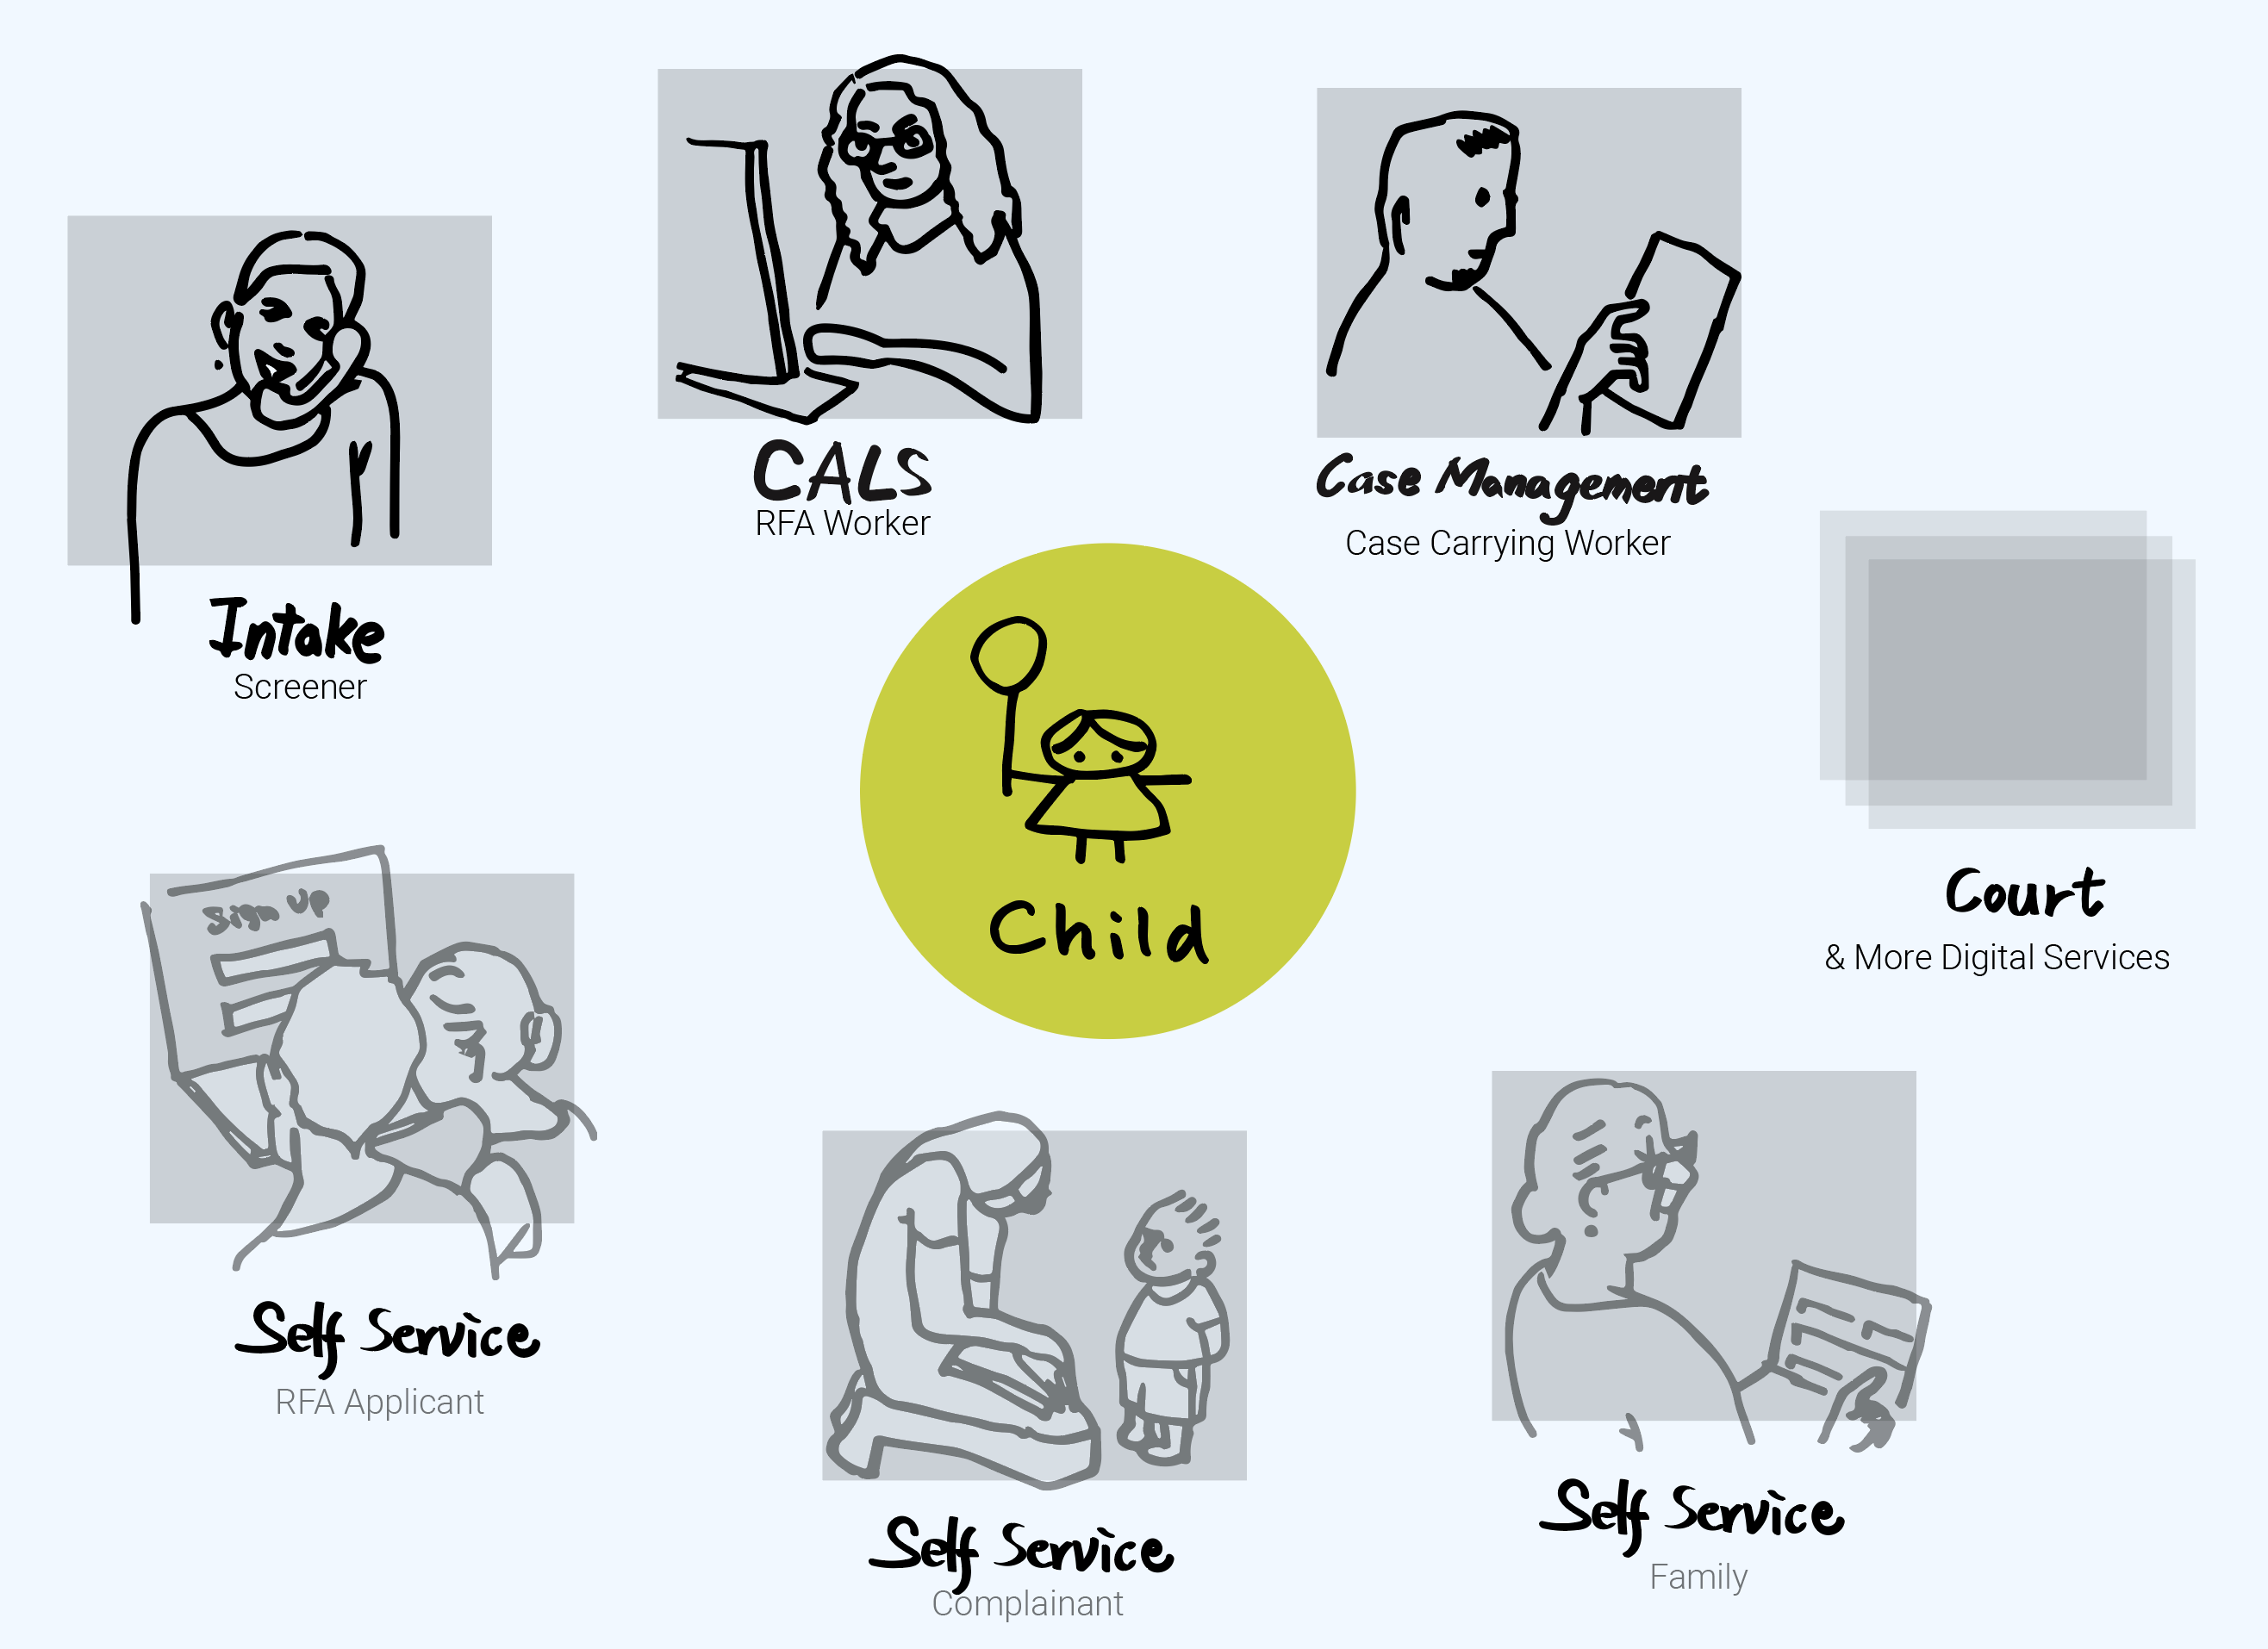 CALS
RFA Worker
Case Management
Case Carrying Worker
Intake
Screener
Child
Court
& More Digital Services
Sign up
Self Service
RFA Applicant
Self Service
Complainant
Self Service
Family